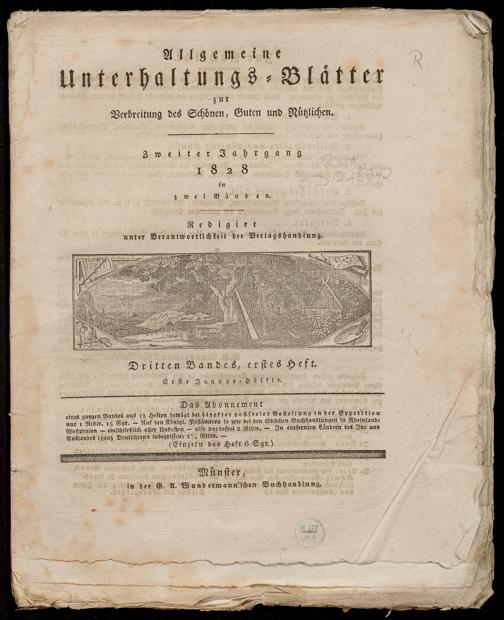 Allgemeine
Unterhaltungs-Blätter
zur
Verbreitung des Schönen, Guten und Nützlichen.
Zweiter Jahrgang
1828
in
zwei Bänden.
Redigirt
unter Verantwortlichkeit der Verlagshandlung.
Dritten Bandes, erstes Heft.
Erste Januar-Hälfte.
Das Abonnement
eines ganzen Bandes aus 12 Heften beträgt bei direkter postfreier Bestellung in der Expedition
nur 1 Rthlr. 15 Sgr. — Auf den Königl. Postämtern so wie bei den löblichen Buchhandlungen in Rheinlande
Westphalen — einschließlich aller Unkosten — also portofrei 2 Rthlr. — In entfernten Ländern des In- und
Auslandes (ganz Deutschland inbegriffen) 2½ Rthlr. —
(Einzeln das Heft 6 Sgr.)
Münster,
in der G. A. Wundermann'schen Buchhandlung.
R